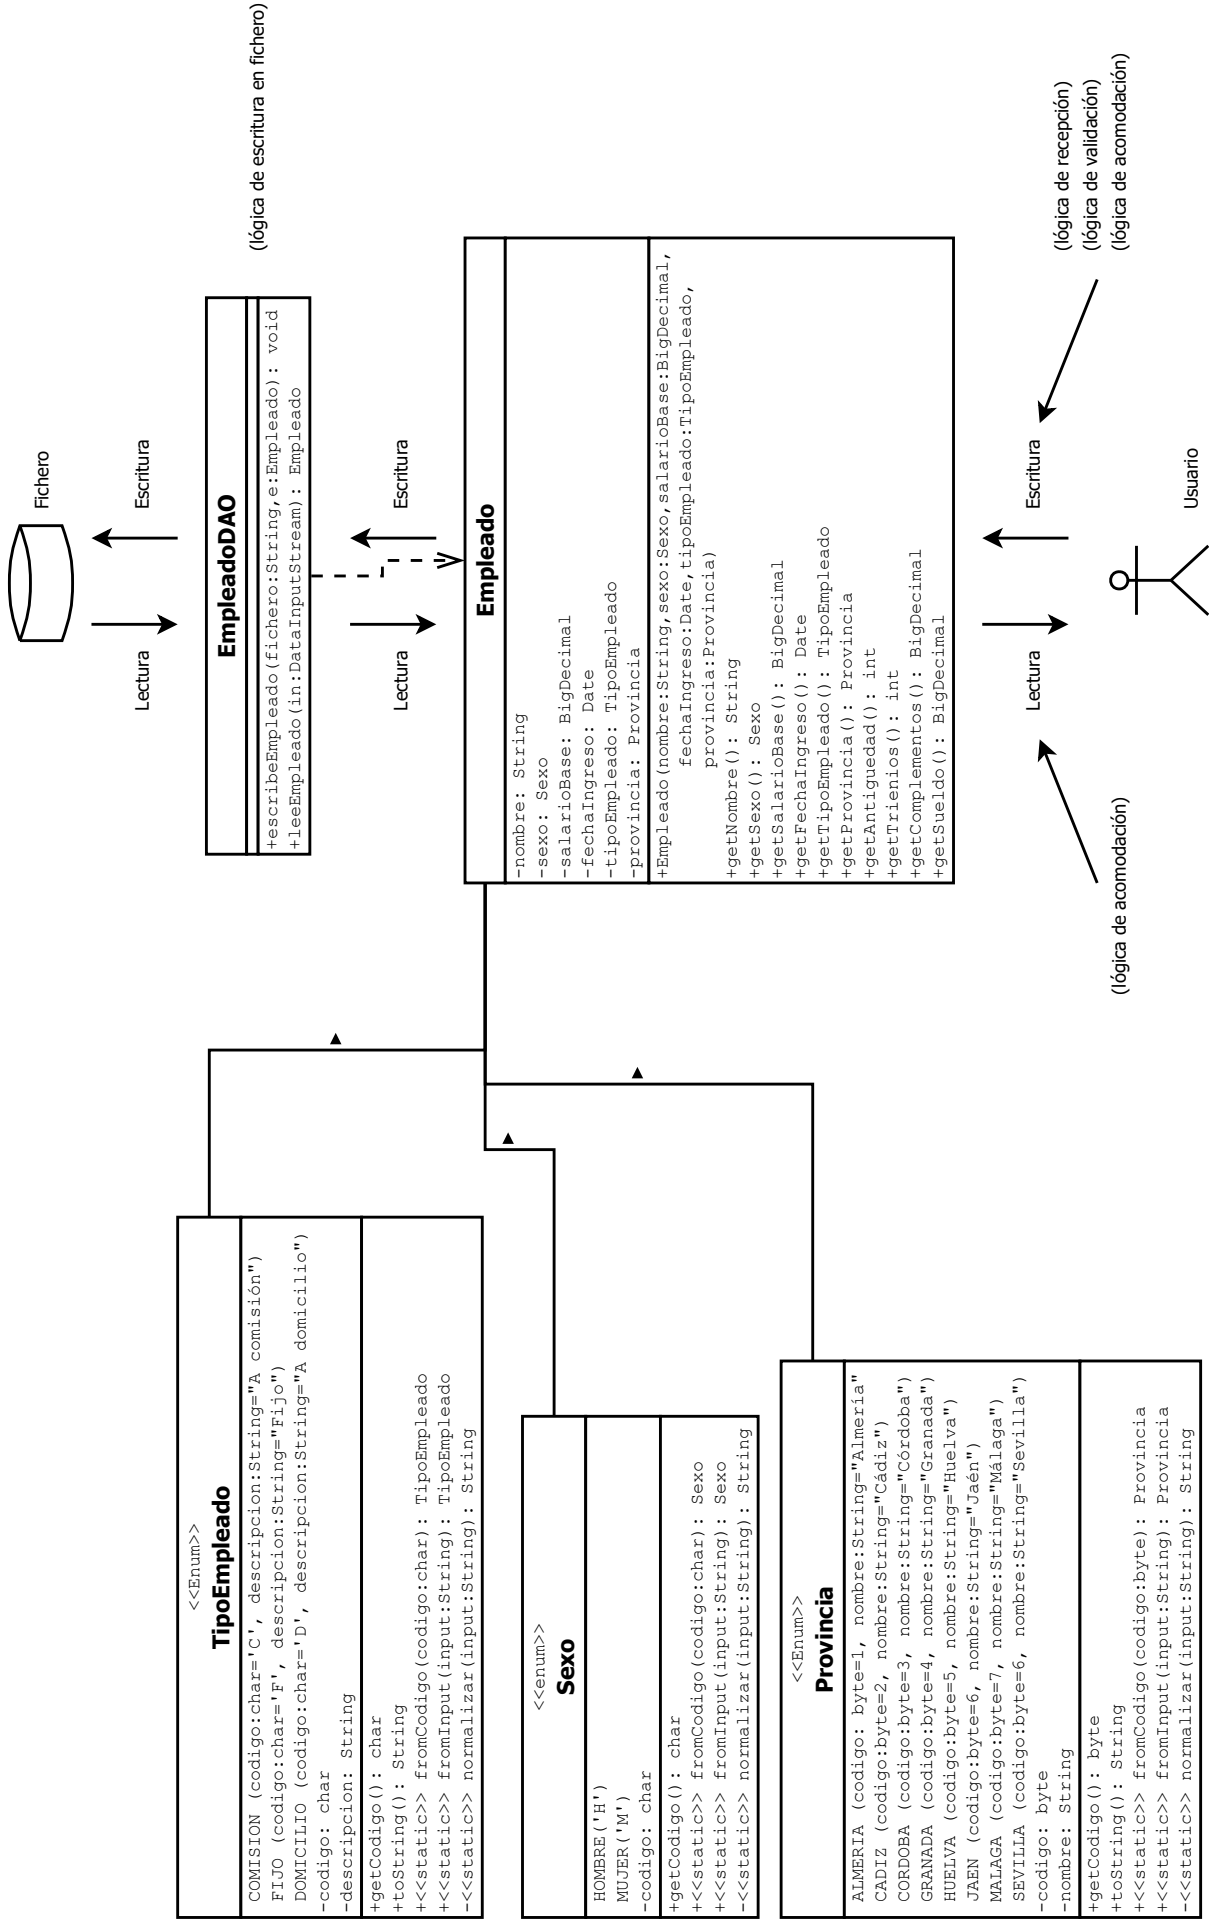 <<Enum>>
TipoEmpleado
COMISION (codigo:char='C', descripcion:String="A comisión")
FIJO (codigo:char='F', descripcion:String="Fijo")
DOMICILIO (codigo:char='D', descripcion:String="A domicilio")
-codigo: char
-descripcion: String
+getCodigo(): char
+toString(): String
+<<static>> fromCodigo(codigo:char): TipoEmpleado
+<<static>> fromInput(input:String): TipoEmpleado
-<<static>> normalizar(input:String): String
<<enum>>
Sexo
HOMBRE('H')
MUJER('M')
-codigo: char
+getCodigo(): char
+<<static>> fromCodigo(codigo:char): Sexo
+<<static>> fromInput(input:String): Sexo
-<<static>> normalizar(input:String): String
<<Enum>>
Provincia
ALMERIA (codigo: byte=1, nombre:String="Almería"
CADIZ (codigo:byte=2, nombre:String="Cádiz")
CORDOBA (codigo:byte=3, nombre:String="Córdoba")
GRANADA (codigo:byte=4, nombre:String="Granada")
HUELVA (codigo:byte=5, nombre:String="Huelva")
JAEN (codigo:byte=6, nombre:String="Jaén")
MALAGA (codigo:byte=7, nombre:String="Málaga")
SEVILLA (codigo:byte=6, nombre:String="Sevilla")
-codigo: byte
-nombre: String
+getCodigo(): byte
+toString(): String
+<<static>> fromCodigo(codigo:byte): Provincia
+<<static>> fromInput(input:String): Provincia
-<<static>> normalizar(input:String): String
Fichero
Lectura
Escritura
EmpleadoDAO
+escribeEmpleado(fichero:String,e:Empleado): void
+leeEmpleado(in:DataInputStream): Empleado
(lógica de escritura en fichero)
Lectura
Escritura
Empleado
-nombre: String
-sexo: Sexo
-salarioBase: BigDecimal
-fechaIngreso: Date
-tipoEmpleado: TipoEmpleado
-provincia: Provincia
+Empleado(nombre:String,sexo:Sexo,salarioBase:BigDecimal,
fechaIngreso:Date,tipoEmpleado:TipoEmpleado,
provincia:Provincia)
+getNombre(): String
+getSexo(): Sexo
+getSalarioBase(): BigDecimal
+getFechaIngreso(): Date
+getTipoEmpleado(): TipoEmpleado
+getProvincia(): Provincia
+getAntiguedad(): int
+getTrienios(): int
+getComplementos(): BigDecimal
+getSueldo(): BigDecimal
Lectura
Escritura
(lógica de acomodación)
(lógica de recepción)
(lógica de validación)
(lógica de acomodación)
Usuario